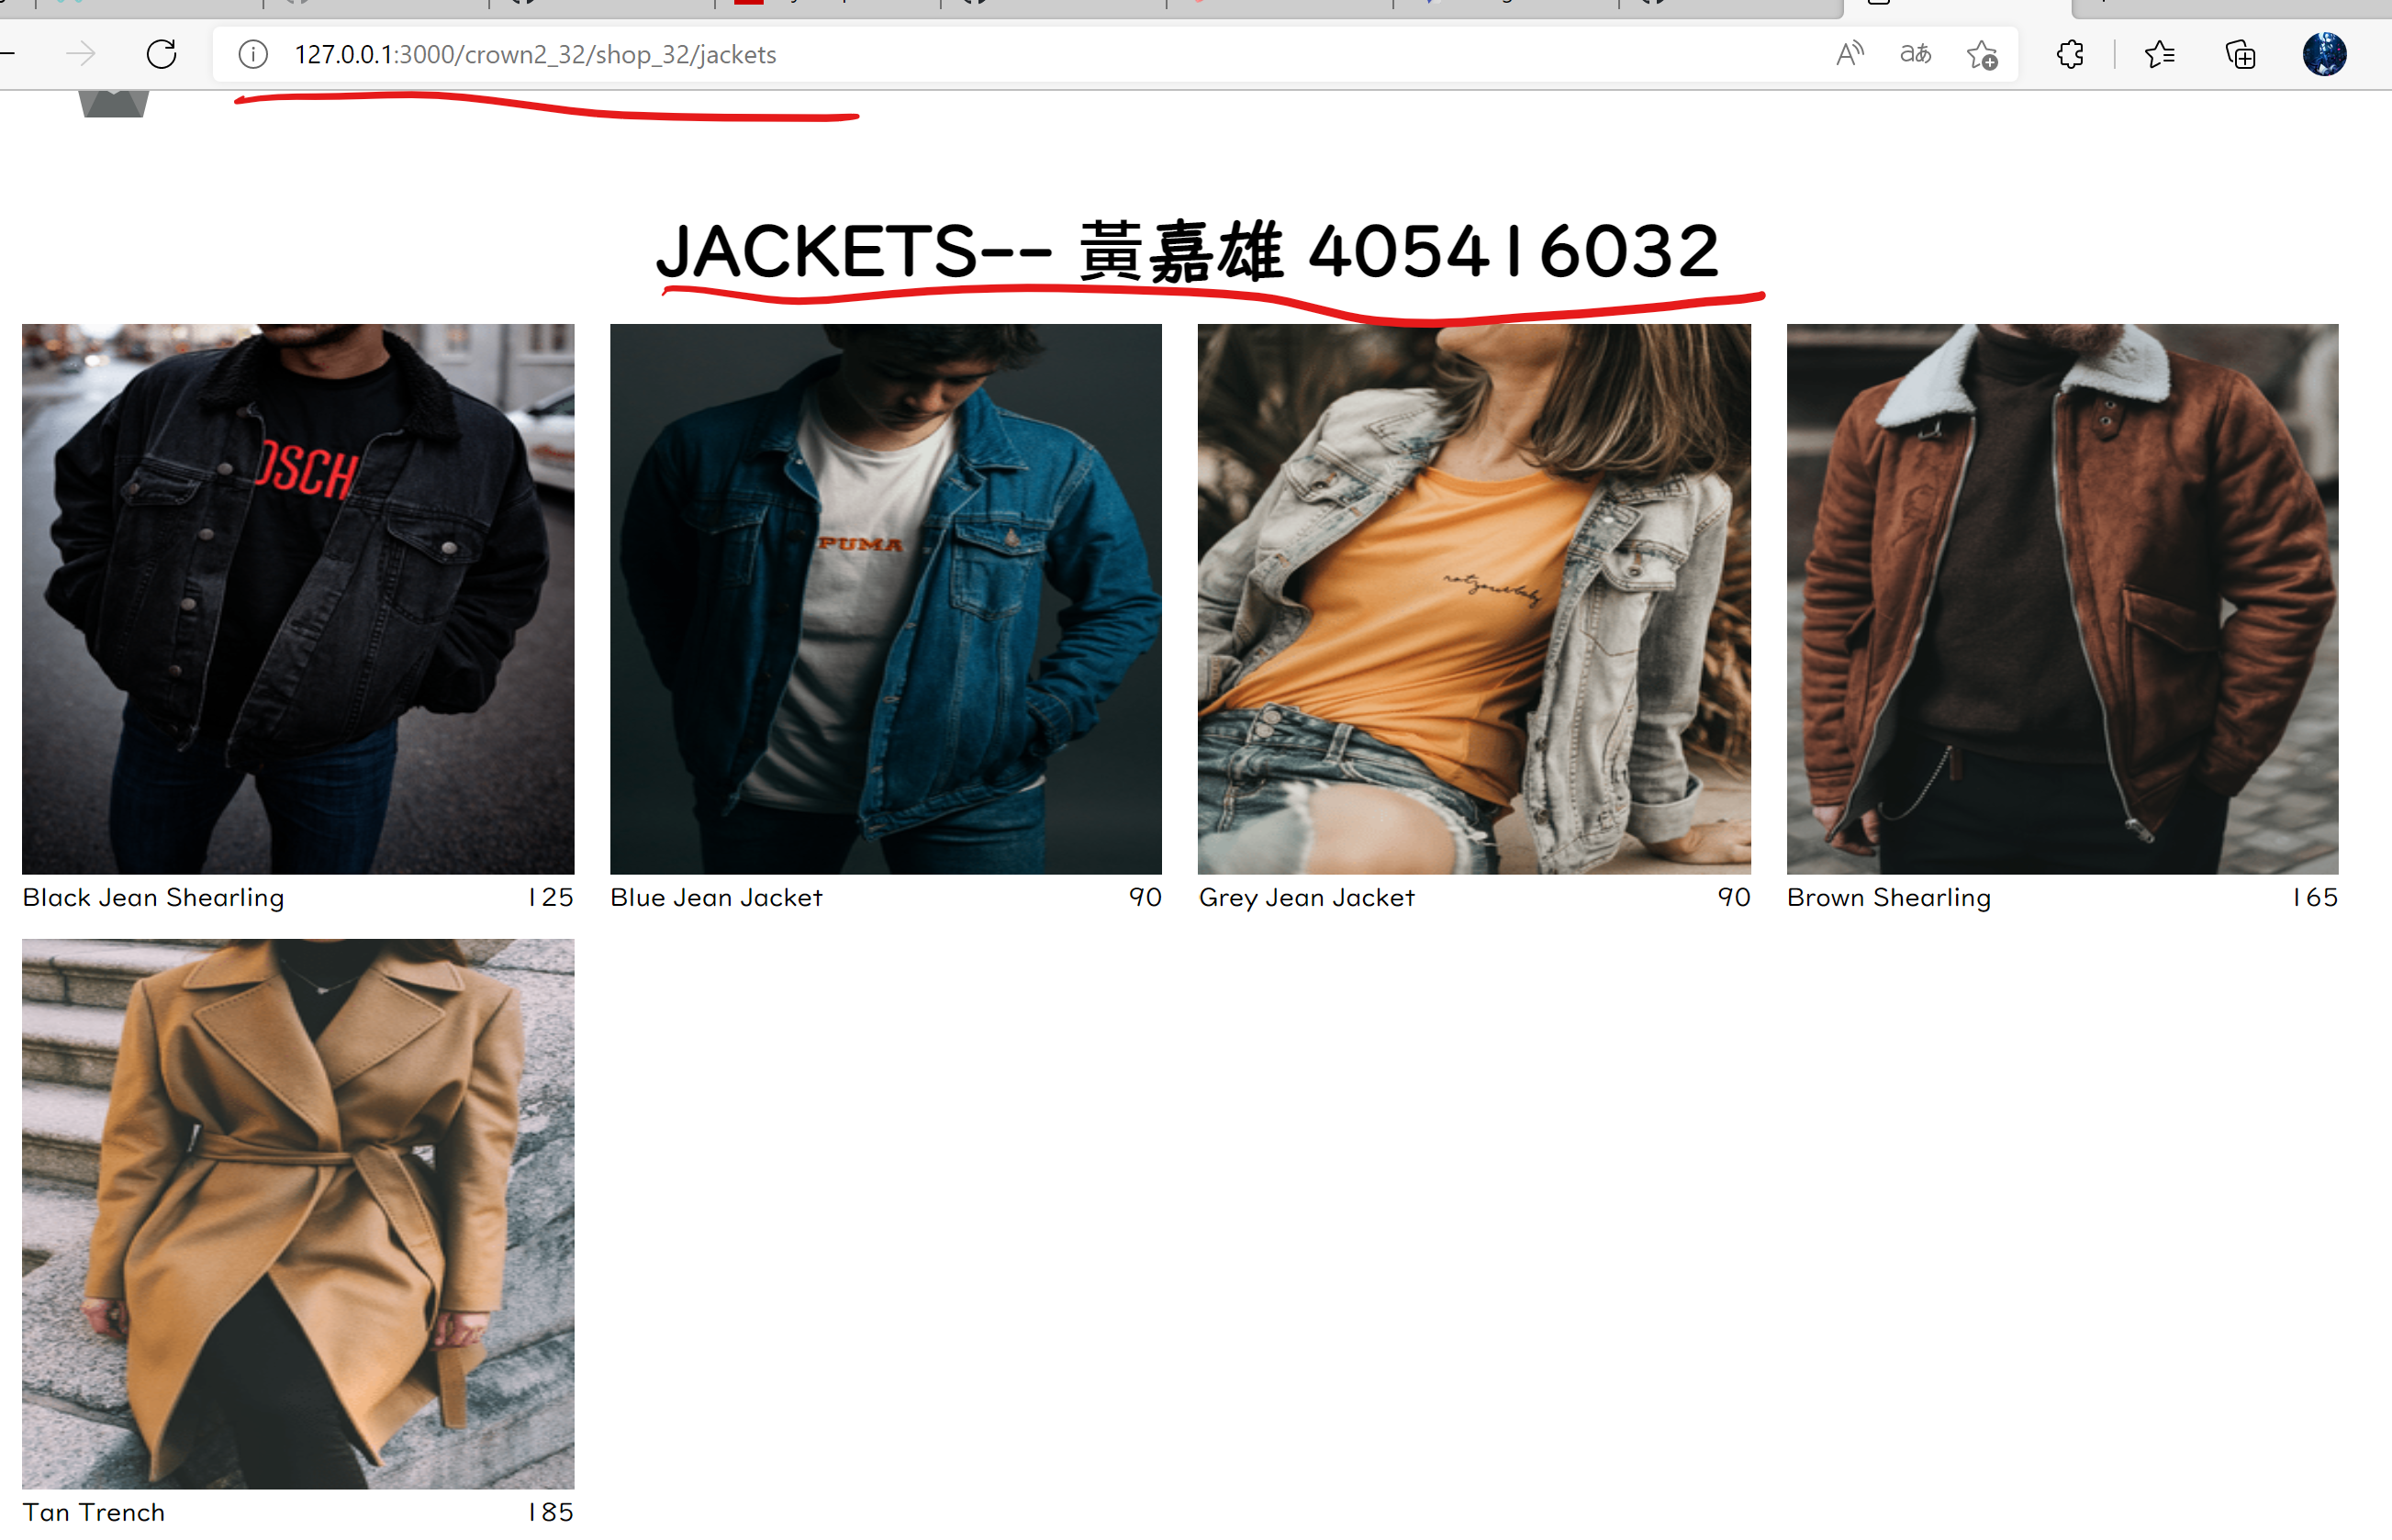 127.0.0.1:3000/crown2_32/shop_32/jackets
JACKETS-- 黃嘉雄 405416032
OSCH
PUMA
notyourbaby
Black Jean Shearling 125
Blue Jean Jacket 90
Grey Jean Jacket 90
Brown Shearling 165
Tan Trench 185